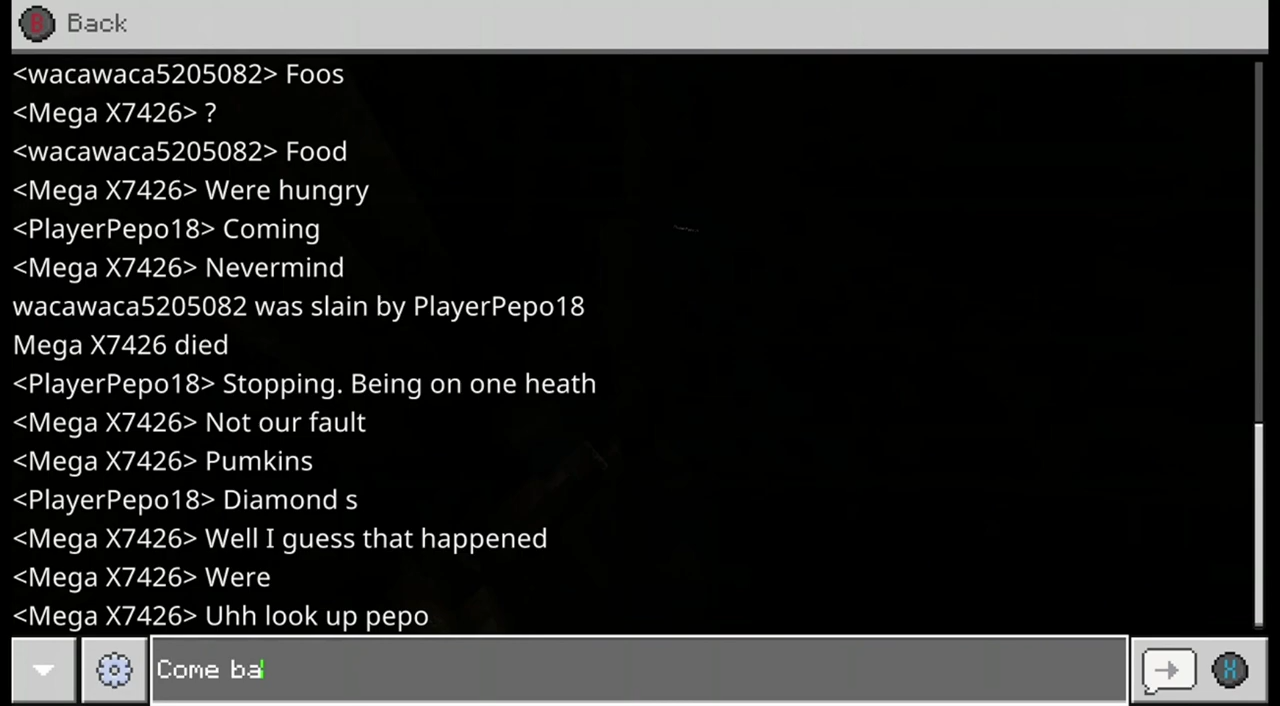 B Back
<wacawaca5205082> Foos
<Mega X7426> ?
<wacawaca5205082> Food
<Mega X7426> Were hungry
<PlayerPepo18> Coming
<Mega X7426> Nevermind
wacawaca5205082 was slain by PlayerPepo18
Mega X7426 died
<PlayerPepo18> Stopping. Being on one heath
<Mega X7426> Not our fault
<Mega X7426> Pumkins
<PlayerPepo18> Diamond s
<Mega X7426> Well I guess that happened
<Mega X7426> Were
<Mega X7426> Uhh look up pepo
Come ba X